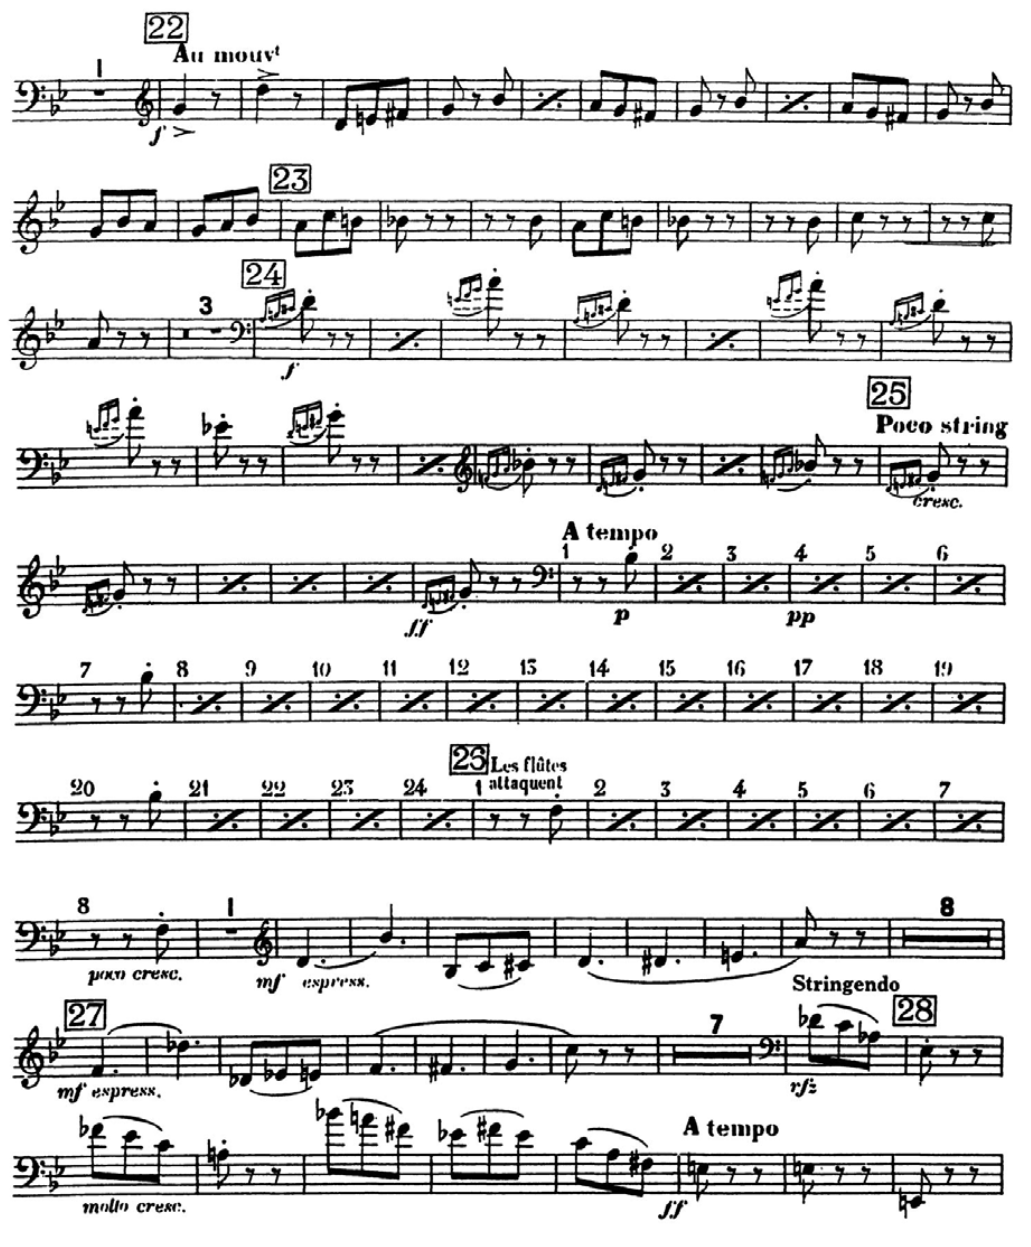 22
1 Au mouvt
f
23
3 24
f
25
Poco string
cresc.
A tempo
1 2 3 4 5 6
ff p pp
7 8 9 10 11 12 13 14 15 16 17 18 19
26 Les flûtes
attaquent
20 21 22 23 24 1 2 3 4 5 6 7
8 1 8
poco cresc. mf express.
Stringendo
27 7 28
mf express. rfz
A tempo
molto cresc. ff